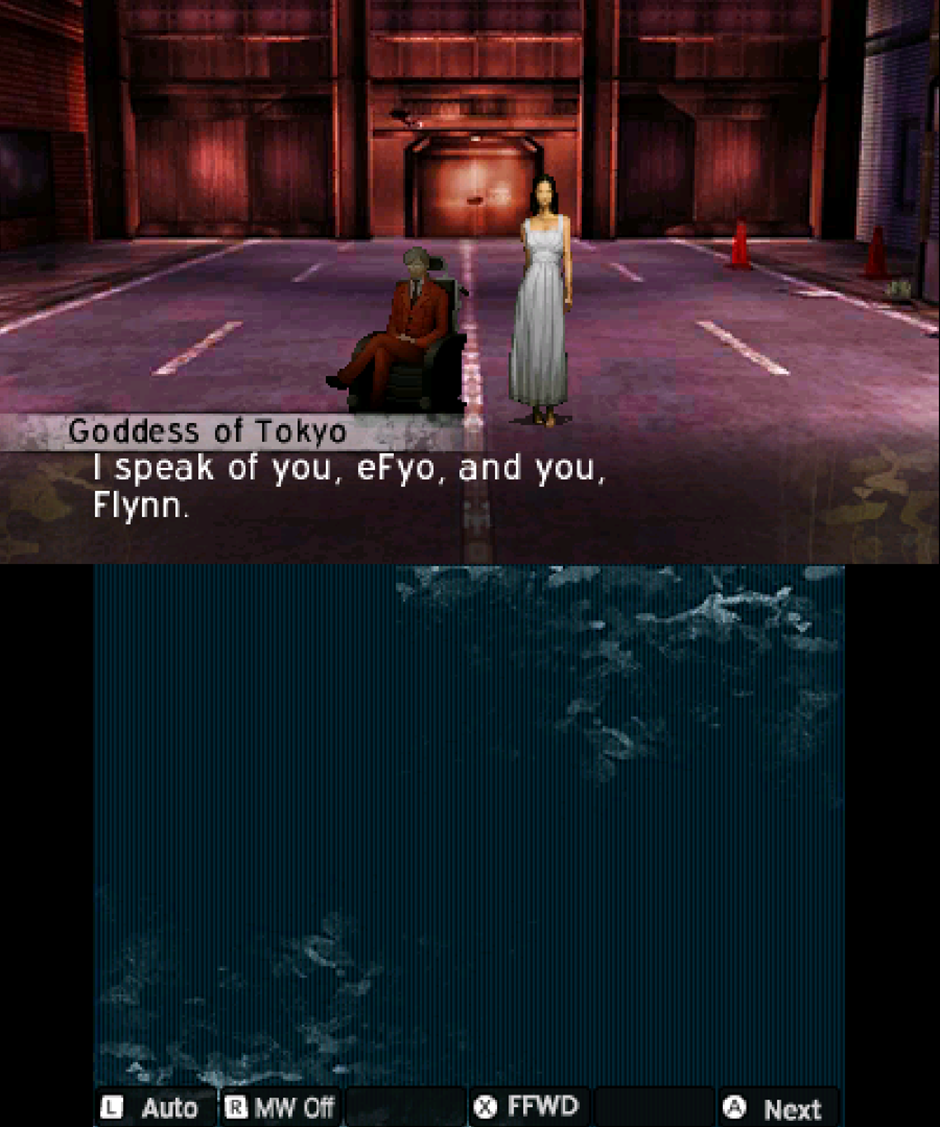 Goddess of Tokyo
I speak of you, eFyo, and you,
Flynn.
L Auto R MW Off X FFWD A Next